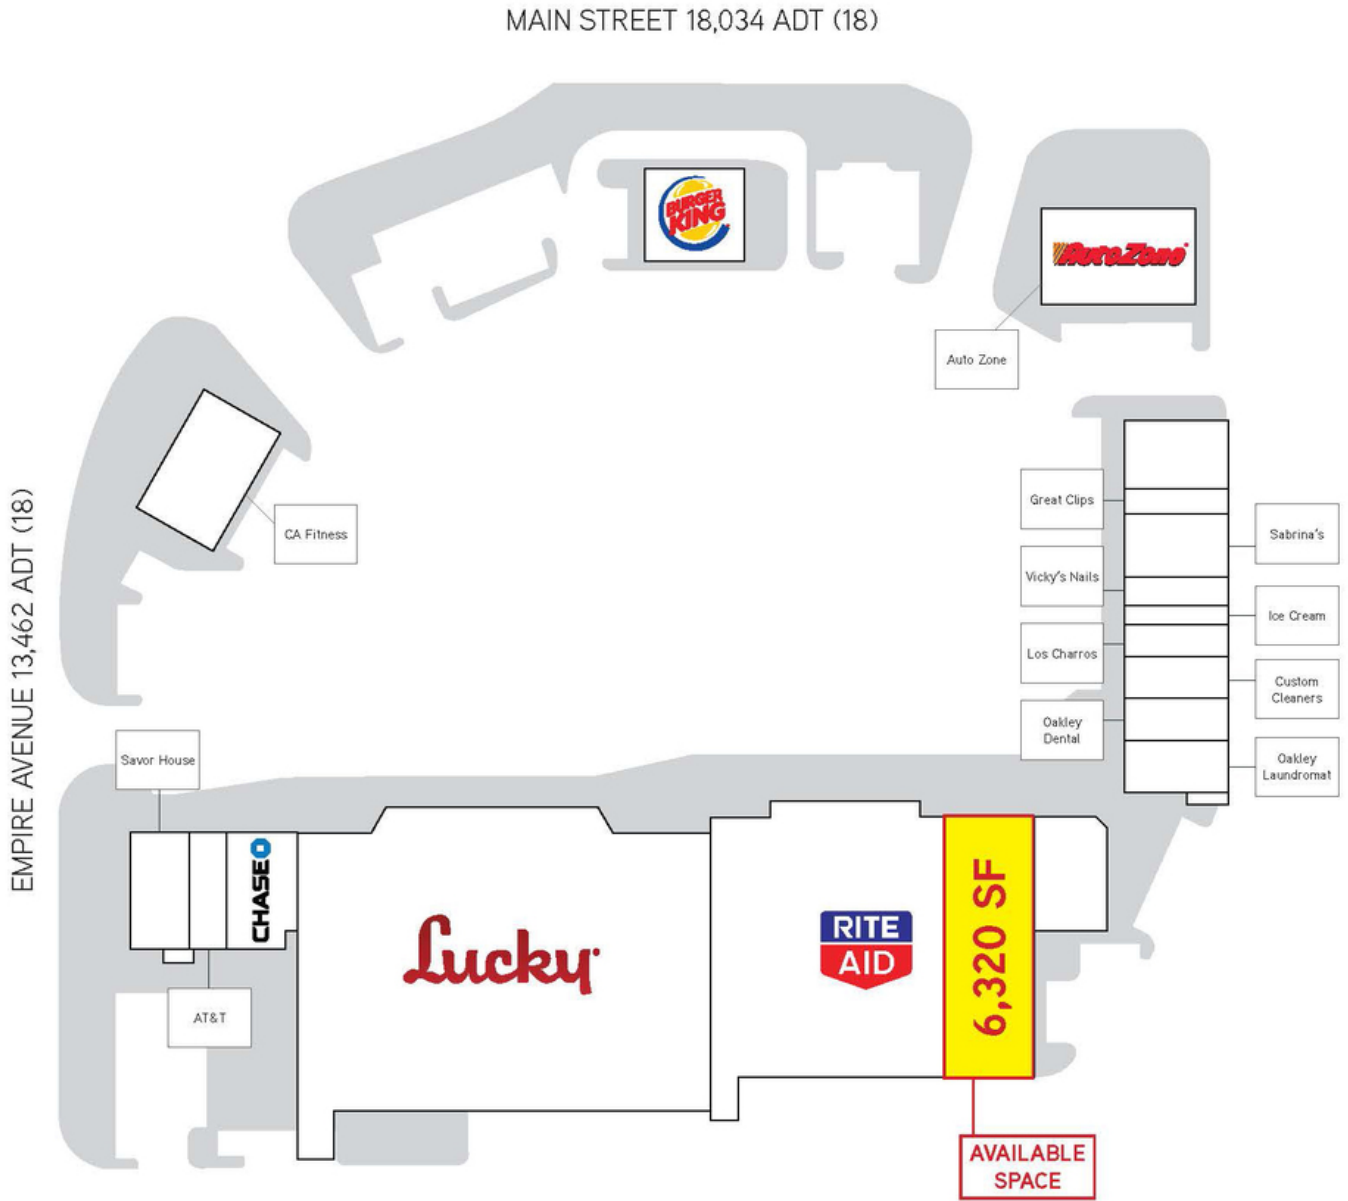 MAIN STREET 18,034 ADT (18)
BURGER
KING
AutoZone
Auto Zone
EMPIRE AVENUE 13,462 ADT (18)
CA Fitness
Great Clips
Sabrina's
Vicky's Nails
Ice Cream
Los Charros
Custom
Cleaners
Oakley
Dental
Oakley
Laundromat
Savor House
CHASE
AT&T
Lucky
RITE
AID
6,320 SF
AVAILABLE
SPACE